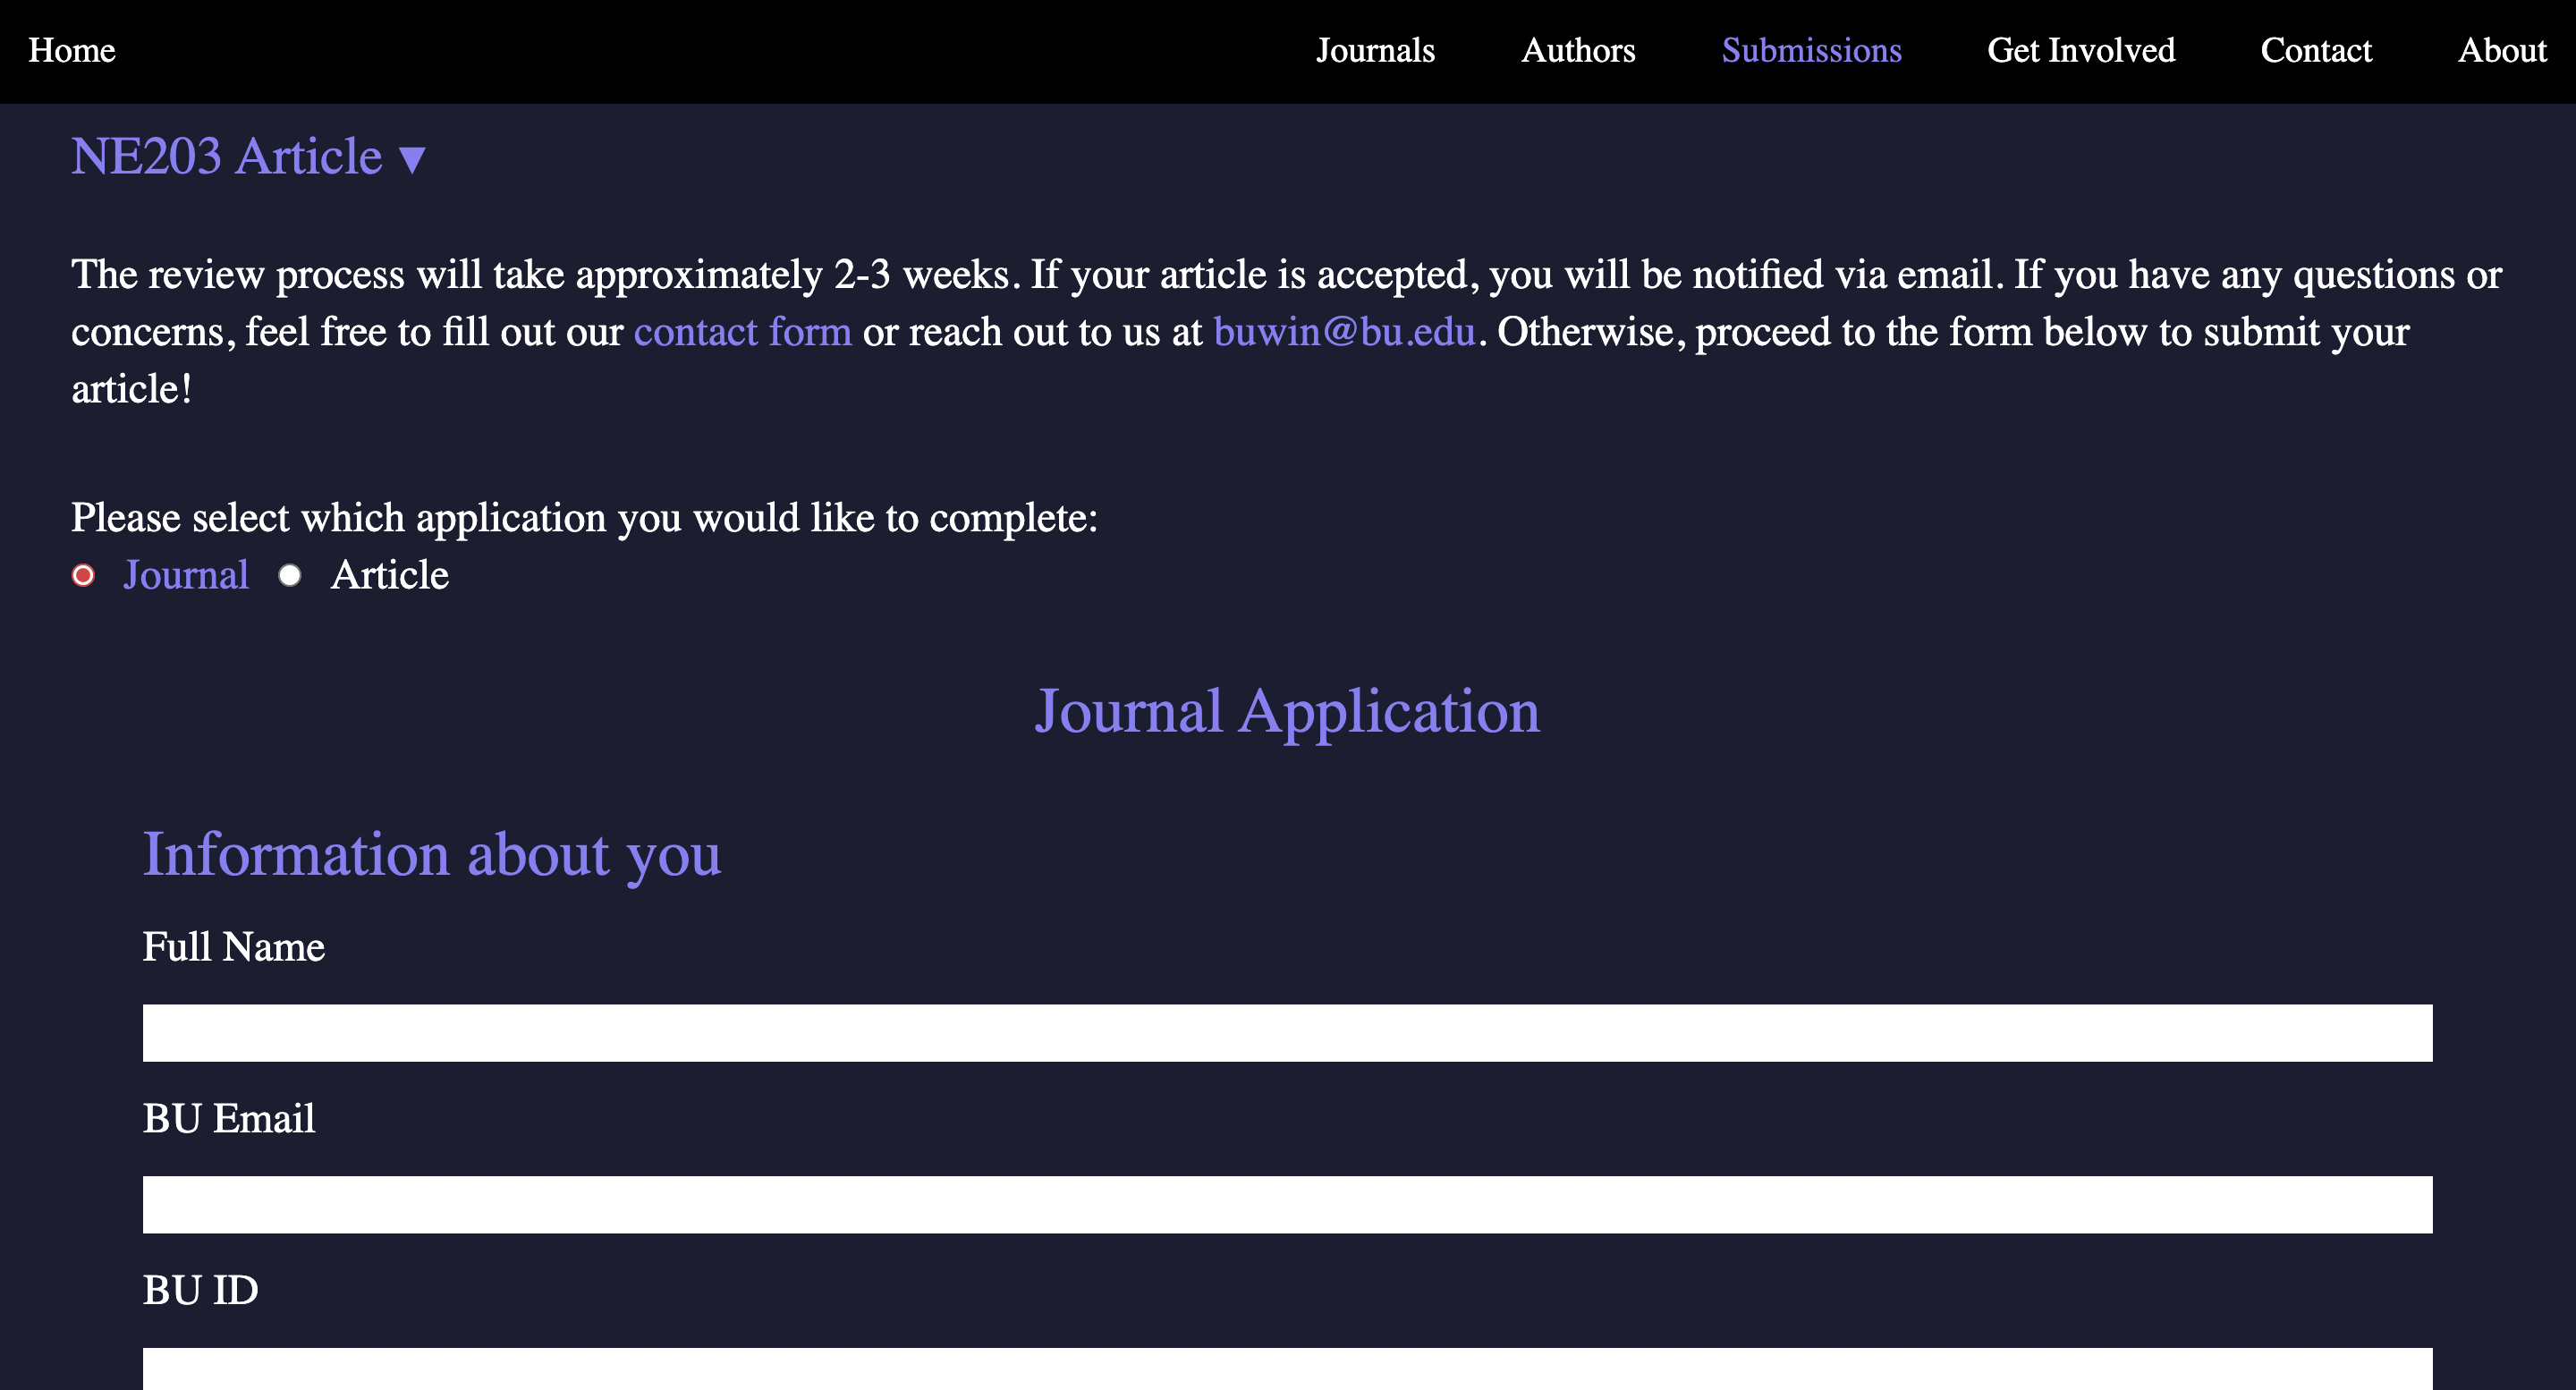 Home Journals Authors Submissions Get Involved Contact About
NE203 Article ▼
The review process will take approximately 2-3 weeks. If your article is accepted, you will be notified via email. If you have any questions or
concerns, feel free to fill out our contact form or reach out to us at buwin@bu.edu. Otherwise, proceed to the form below to submit your
article!
Please select which application you would like to complete:
Journal Article
Journal Application
Information about you
Full Name
BU Email
BU ID